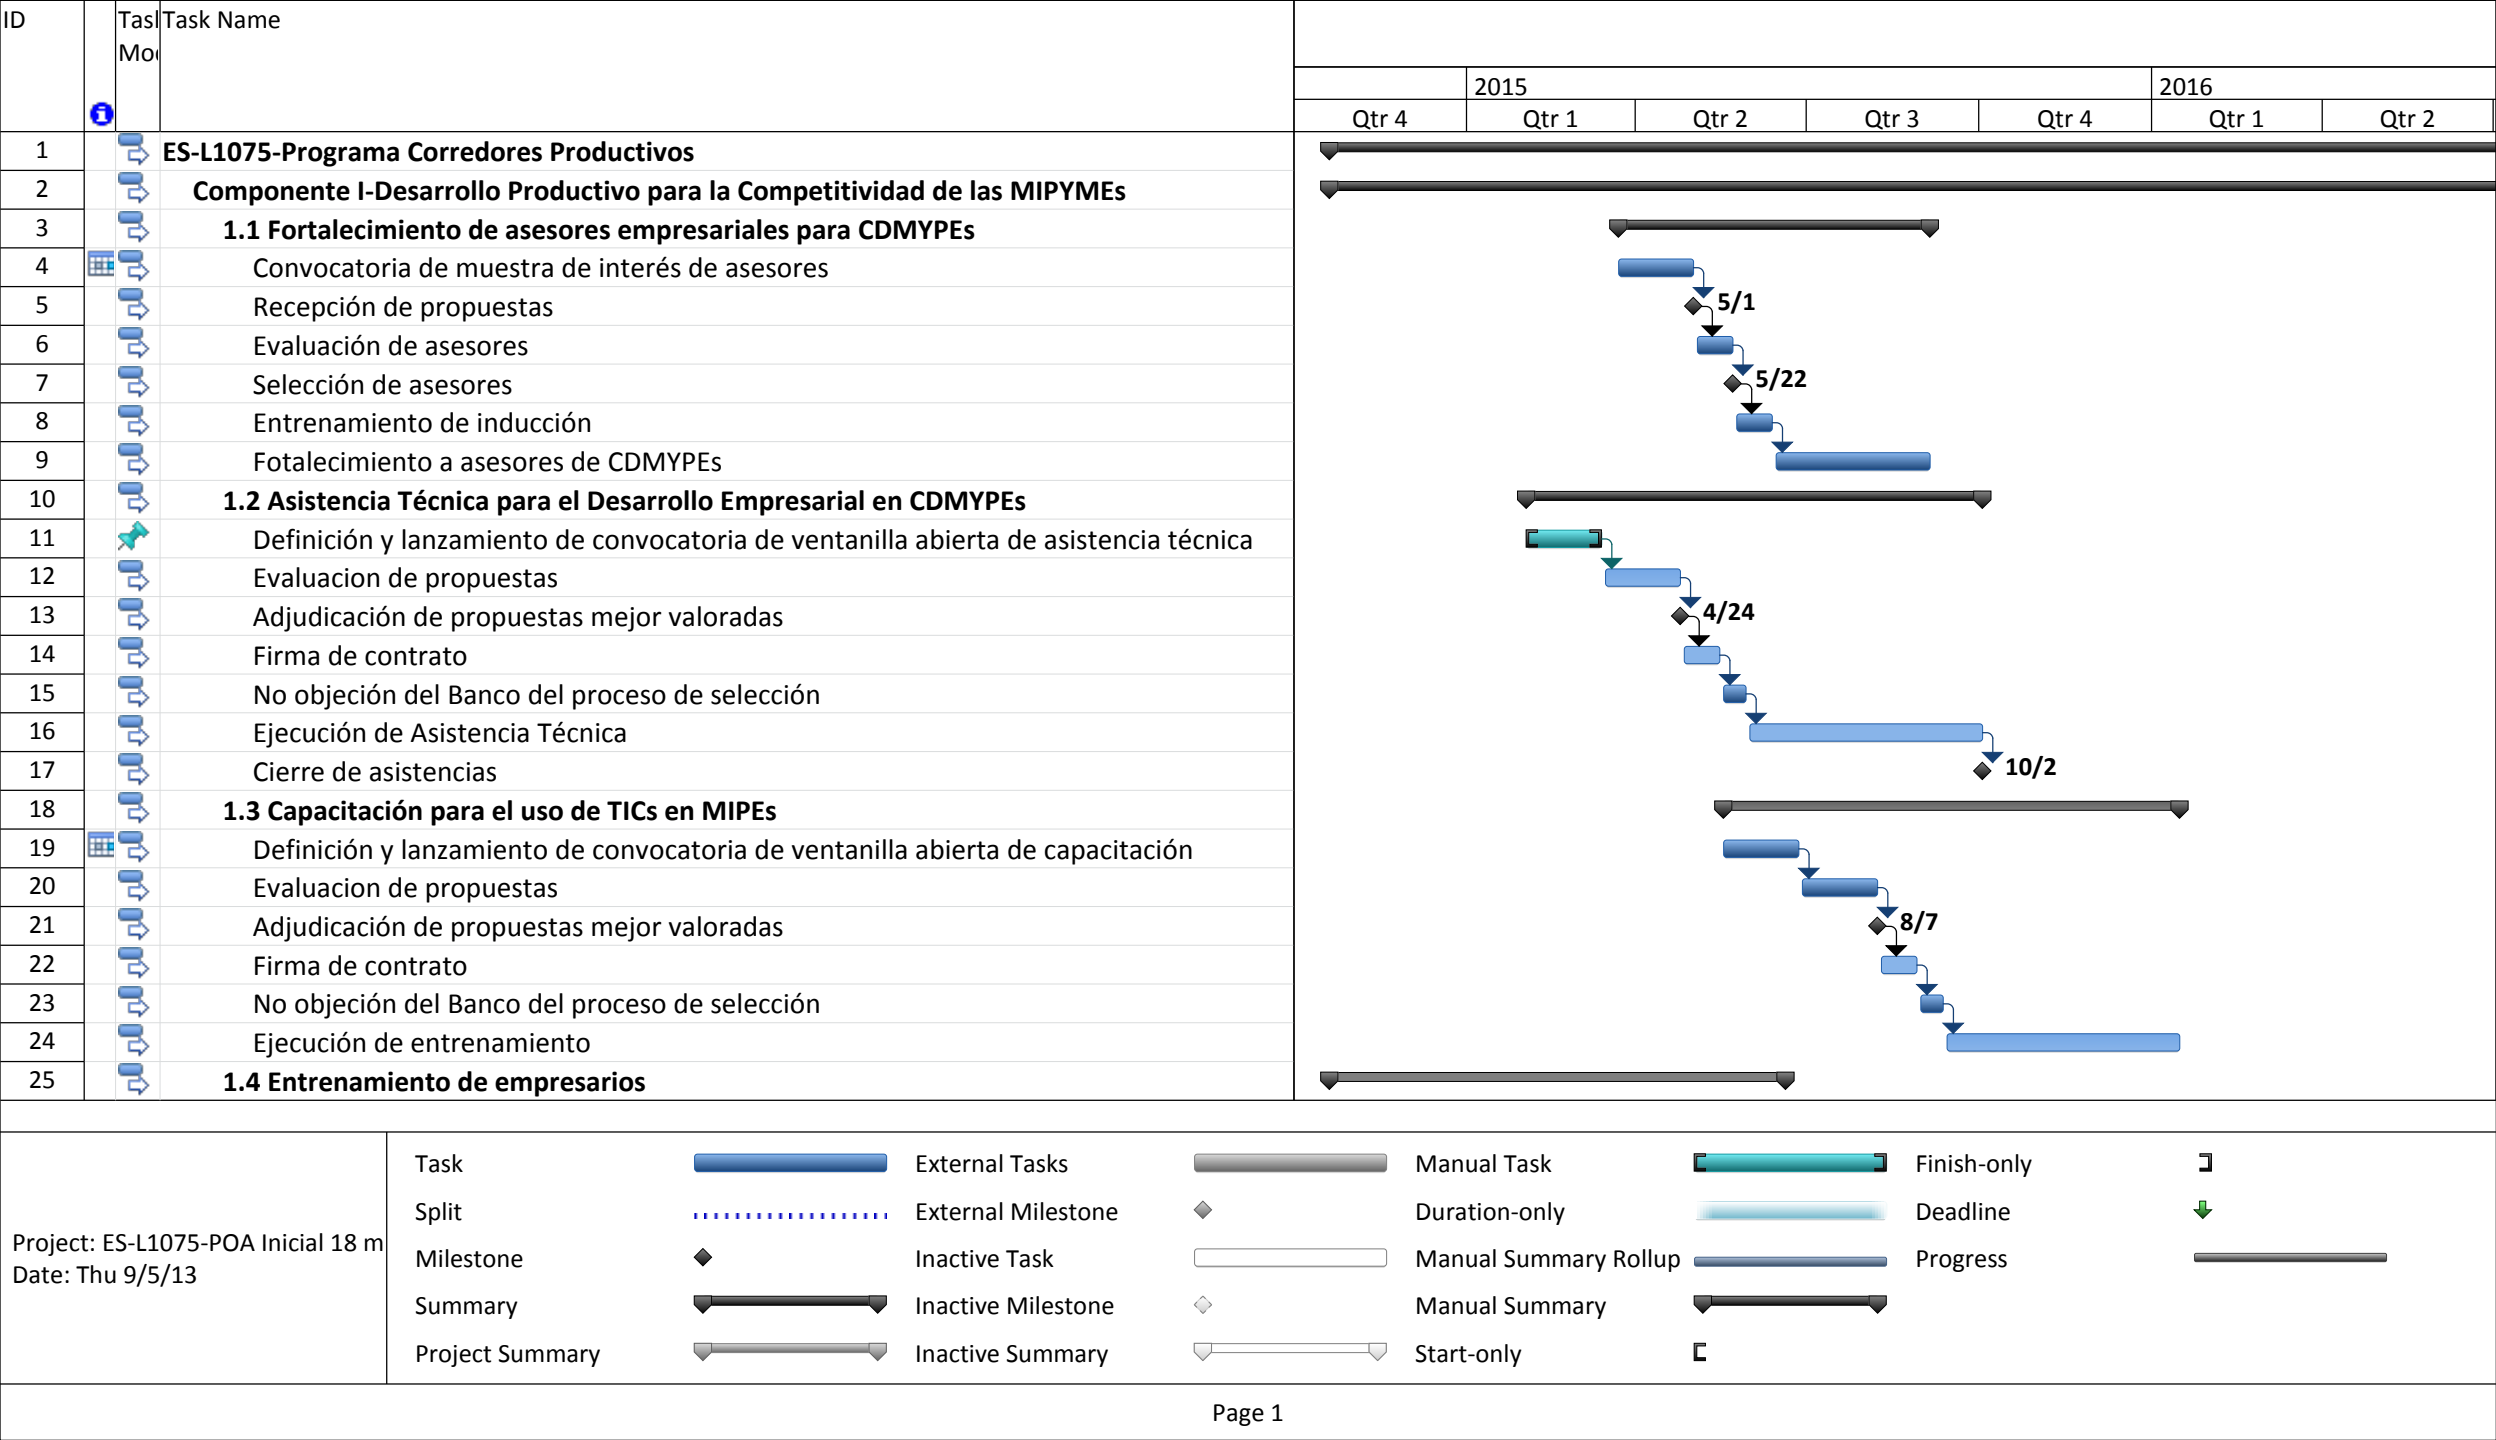 ID
Task Name
2015
2016
Qtr 4
Qtr 1
Qtr 2
Qtr 3
Qtr 4
Qtr 1
Qtr 2
1 ES-L1075-Programa Corredores Productivos
2 Componente I-Desarrollo Productivo para la Competitividad de las MIPYMEs
3 1.1 Fortalecimiento de asesores empresariales para CDMYPEs
4 Convocatoria de muestra de interés de asesores
5 Recepción de propuestas 5/1
6 Evaluación de asesores
7 Selección de asesores 5/22
8 Entrenamiento de inducción
9 Fotalecimiento a asesores de CDMYPEs
10 1.2 Asistencia Técnica para el Desarrollo Empresarial en CDMYPEs
11 Definición y lanzamiento de convocatoria de ventanilla abierta de asistencia técnica
12 Evaluacion de propuestas
13 Adjudicación de propuestas mejor valoradas 4/24
14 Firma de contrato
15 No objeción del Banco del proceso de selección
16 Ejecución de Asistencia Técnica
17 Cierre de asistencias 10/2
18 1.3 Capacitación para el uso de TICs en MIPEs
19 Definición y lanzamiento de convocatoria de ventanilla abierta de capacitación
20 Evaluacion de propuestas
21 Adjudicación de propuestas mejor valoradas 8/7
22 Firma de contrato
23 No objeción del Banco del proceso de selección
24 Ejecución de entrenamiento
25 1.4 Entrenamiento de empresarios
Project: ES-L1075-POA Inicial 18 m
Date: Thu 9/5/13
Task
Split
Milestone
Summary
Project Summary
External Tasks
External Milestone
Inactive Task
Inactive Milestone
Inactive Summary
Manual Task
Duration-only
Manual Summary Rollup
Manual Summary
Start-only
Finish-only
Deadline
Progress
Page 1